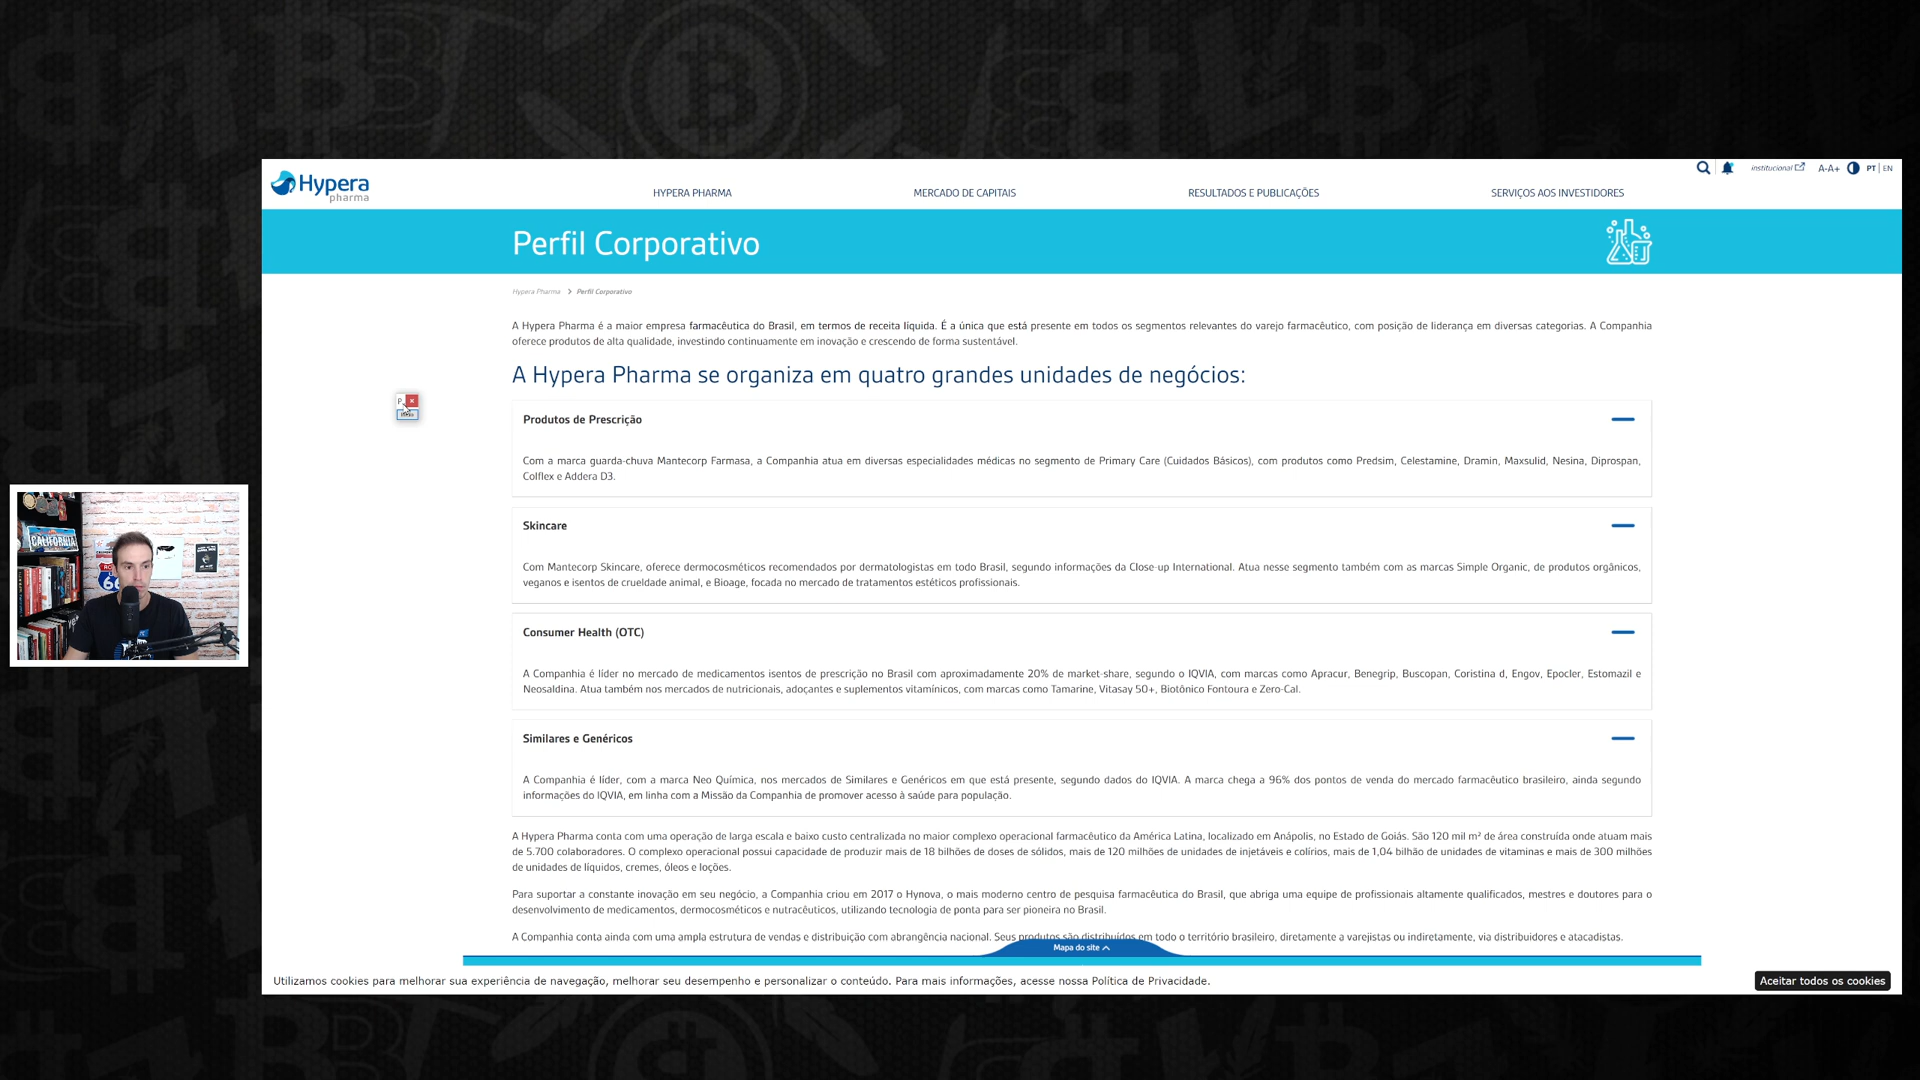 Hypera
pharma
HYPERA PHARMA
MERCADO DE CAPITAIS
RESULTADOS E PUBLICAÇÕES
SERVIÇOS AOS INVESTIDORES
institucional
A-A+
PT | EN
Perfil Corporativo
Hypera Pharma > Perfil Corporativo
A Hypera Pharma é a maior empresa farmacêutica do Brasil, em termos de receita líquida. É a única que está presente em todos os segmentos relevantes do varejo farmacêutico, com posição de liderança em diversas categorias. A Companhia
oferece produtos de alta qualidade, investindo continuamente em inovação e crescendo de forma sustentável.
A Hypera Pharma se organiza em quatro grandes unidades de negócios:
Produtos de Prescrição
Com a marca guarda-chuva Mantecorp Farmasa, a Companhia atua em diversas especialidades médicas no segmento de Primary Care (Cuidados Básicos), com produtos como Predsim, Celestamine, Dramin, Maxsulid, Nesina, Diprospan,
Colflex e Addera D3.
Skincare
Com Mantecorp Skincare, oferece dermocosméticos recomendados por dermatologistas em todo Brasil, segundo informações da Close-up International. Atua nesse segmento também com as marcas Simple Organic, de produtos orgânicos,
veganos e isentos de crueldade animal, e Bioage, focada no mercado de tratamentos estéticos profissionais.
Consumer Health (OTC)
A Companhia é líder no mercado de medicamentos isentos de prescrição no Brasil com aproximadamente 20% de market-share, segundo o IQVIA, com marcas como Apracur, Benegrip, Buscopan, Coristina d, Engov, Epocler, Estomazil e
Neosaldina. Atua também nos mercados de nutricionais, adoçantes e suplementos vitamínicos, com marcas como Tamarine, Vitasay 50+, Biotônico Fontoura e Zero-Cal.
Similares e Genéricos
A Companhia é líder, com a marca Neo Química, nos mercados de Similares e Genéricos em que está presente, segundo dados do IQVIA. A marca chega a 96% dos pontos de venda do mercado farmacêutico brasileiro, ainda segundo
informações do IQVIA, em linha com a Missão da Companhia de promover acesso à saúde para população.
A Hypera Pharma conta com uma operação de larga escala e baixo custo centralizada no maior complexo operacional farmacêutico da América Latina, localizado em Anápolis, no Estado de Goiás. São 120 mil m² de área construída onde atuam mais
de 5.700 colaboradores. O complexo operacional possui capacidade de produzir mais de 18 bilhões de doses de sólidos, mais de 120 milhões de unidades de injetáveis e colírios, mais de 1,04 bilhão de unidades de vitaminas e mais de 300 milhões
de unidades de líquidos, cremes, óleos e loções.
Para suportar a constante inovação em seu negócio, a Companhia criou em 2017 o Hynova, o mais moderno centro de pesquisa farmacêutica do Brasil, que abriga uma equipe de profissionais altamente qualificados, mestres e doutores para o
desenvolvimento de medicamentos, dermocosméticos e nutracêuticos, utilizando tecnologia de ponta para ser pioneira no Brasil.
A Companhia conta ainda com uma ampla estrutura de vendas e distribuição com abrangência nacional. Seus produtos são distribuídos em todo o território brasileiro, diretamente a varejistas ou indiretamente, via distribuidores e atacadistas.
Mapa do site
Utilizamos cookies para melhorar sua experiência de navegação, melhorar seu desempenho e personalizar o conteúdo. Para mais informações, acesse nossa Política de Privacidade.
Aceitar todos os cookies
CALIFORNIA
66